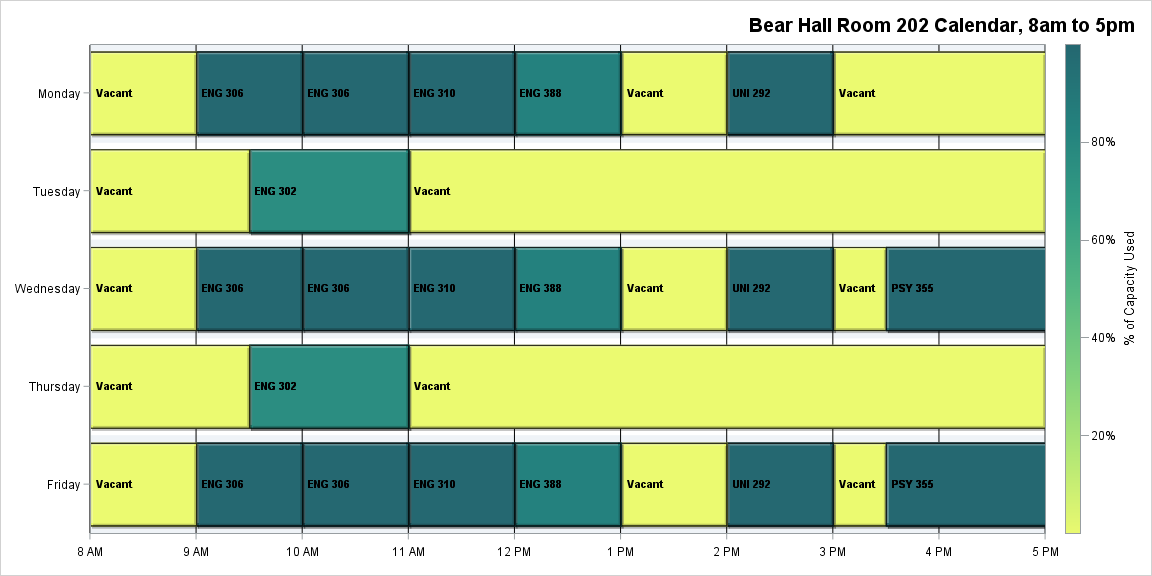 Bear Hall Room 202 Calendar, 8am to 5pm
Monday
Vacant
ENG 306
ENG 306
ENG 310
ENG 388
Vacant
UNI 292
Vacant
Tuesday
Vacant
ENG 302
Vacant
Wednesday
Vacant
ENG 306
ENG 306
ENG 310
ENG 388
Vacant
UNI 292
Vacant
PSY 355
Thursday
Vacant
ENG 302
Vacant
Friday
Vacant
ENG 306
ENG 306
ENG 310
ENG 388
Vacant
UNI 292
Vacant
PSY 355
8 AM
9 AM
10 AM
11 AM
12 PM
1 PM
2 PM
3 PM
4 PM
5 PM
80%
60%
40%
20%
% of Capacity Used